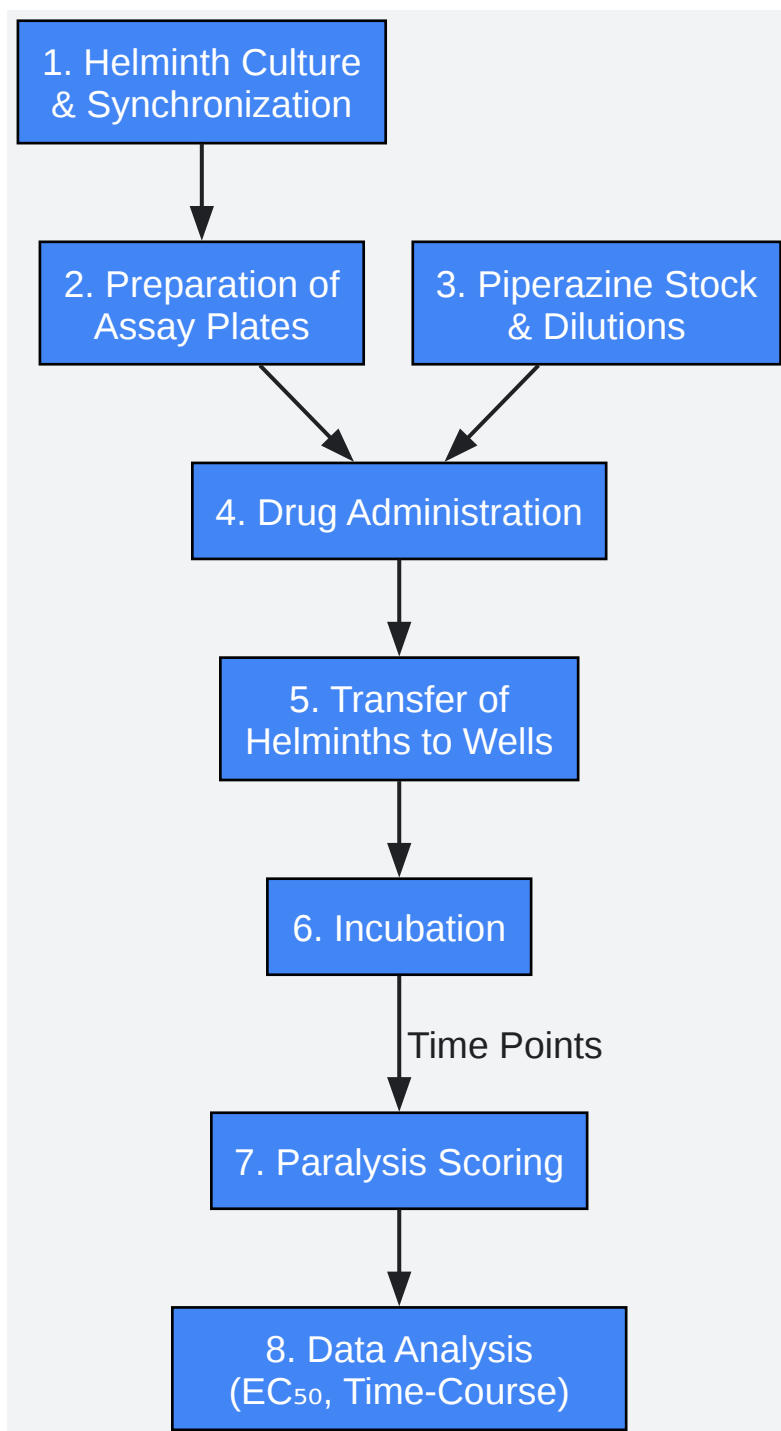 1. Helminth Culture
& Synchronization
2. Preparation of
Assay Plates
3. Piperazine Stock
& Dilutions
4. Drug Administration
5. Transfer of
Helminths to Wells
6. Incubation
Time Points
7. Paralysis Scoring
8. Data Analysis
(EC₅₀, Time-Course)